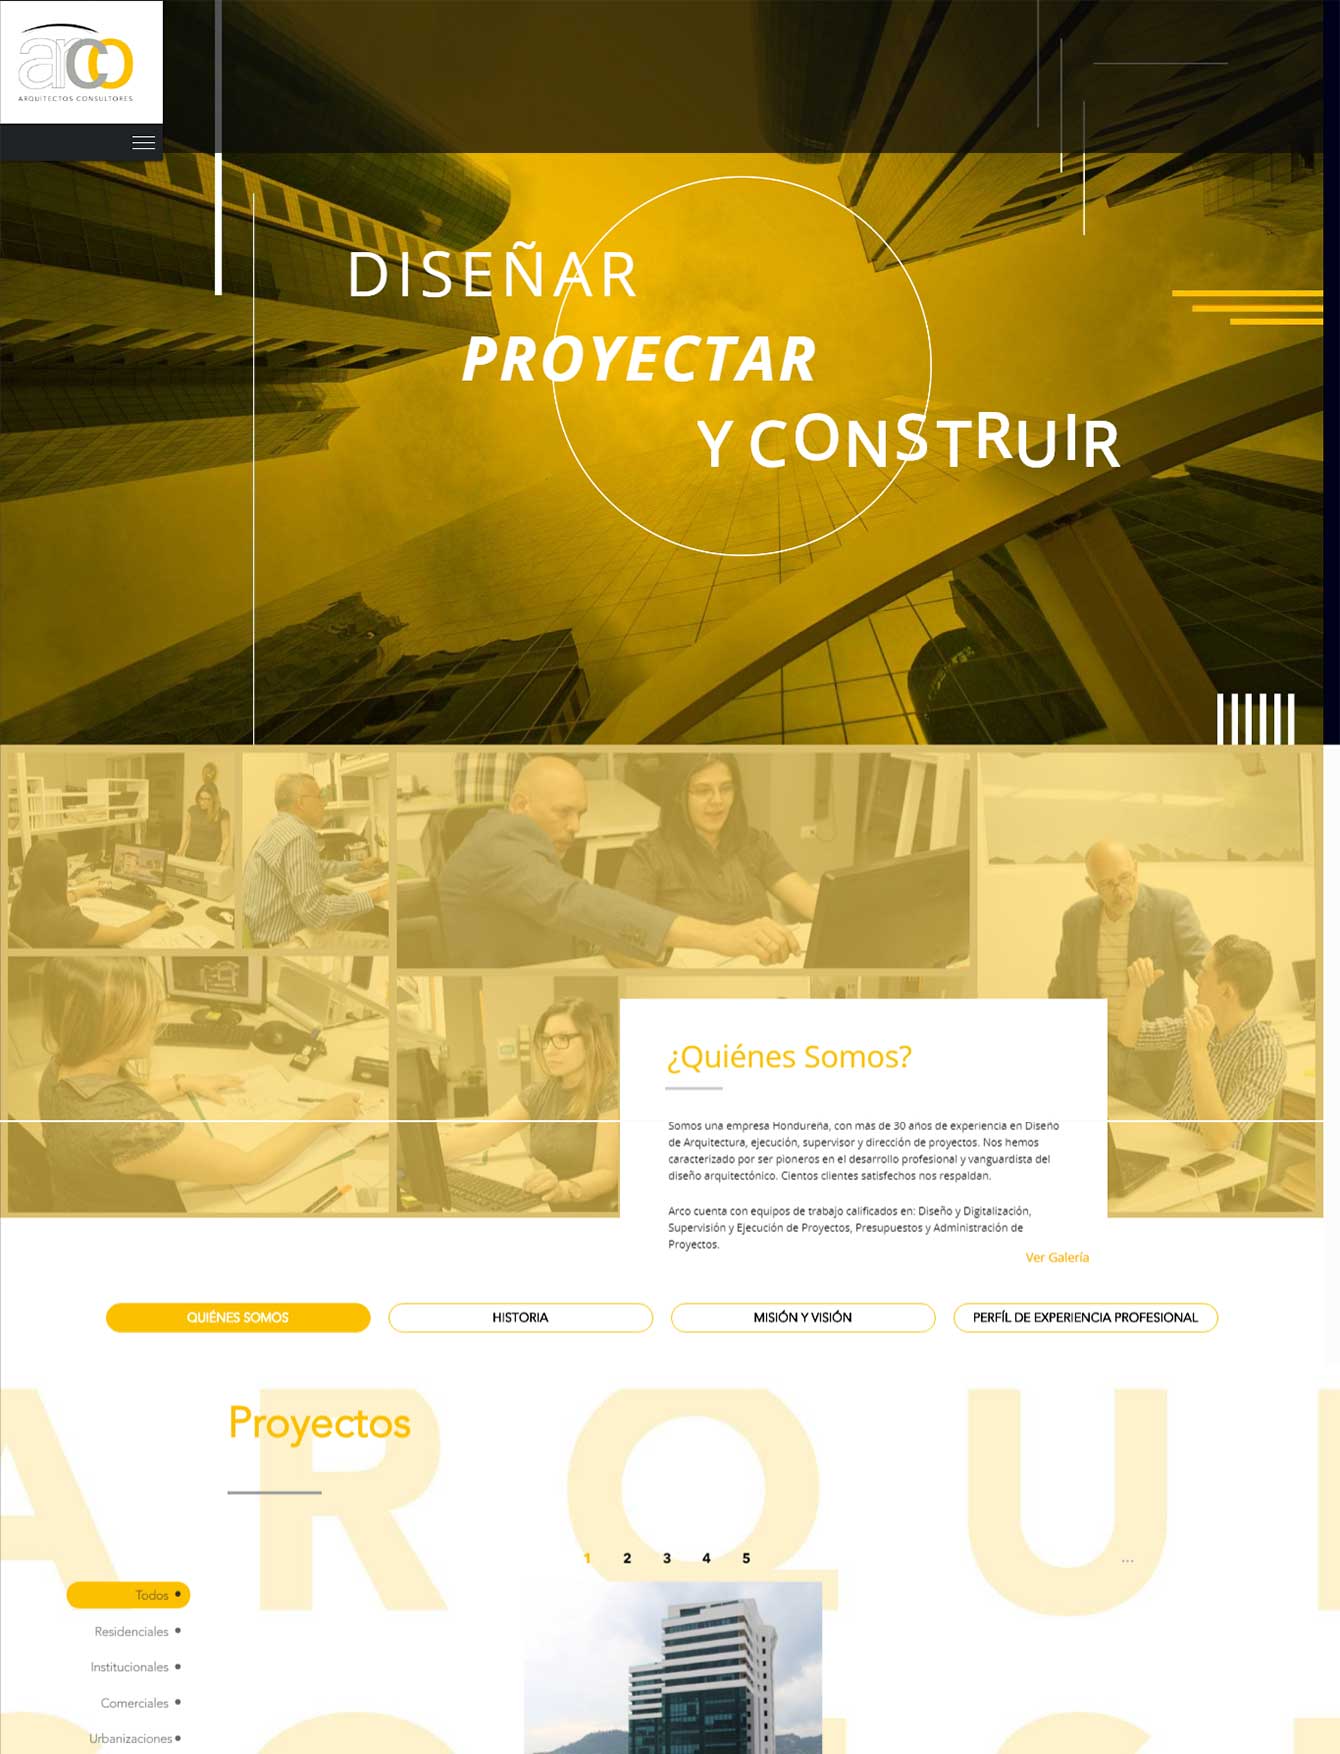 arco
ARQUITECTOS CONSULTORES
DISEÑAR
PROYECTAR
Y CONSTRUIR
¿Quiénes Somos?
Somos una empresa Hondureña, con más de 30 años de experiencia en Diseño
de Arquitectura, ejecución, supervisor y dirección de proyectos. Nos hemos
caracterizado por ser pioneros en el desarrollo profesional y vanguardista del
diseño arquitectónico. Cientos clientes satisfechos nos respaldan.
Arco cuenta con equipos de trabajo calificados en: Diseño y Digitalización,
Supervisión y Ejecución de Proyectos, Presupuestos y Administración de
Proyectos.
Ver Galería
QUIÉNES SOMOS
HISTORIA
MISIÓN Y VISIÓN
PERFÍL DE EXPERIENCIA PROFESIONAL
ARQUI
Proyectos
1 2 3 4 5 ...
Todos •
Residenciales •
Institucionales •
Comerciales •
Urbanizaciones •